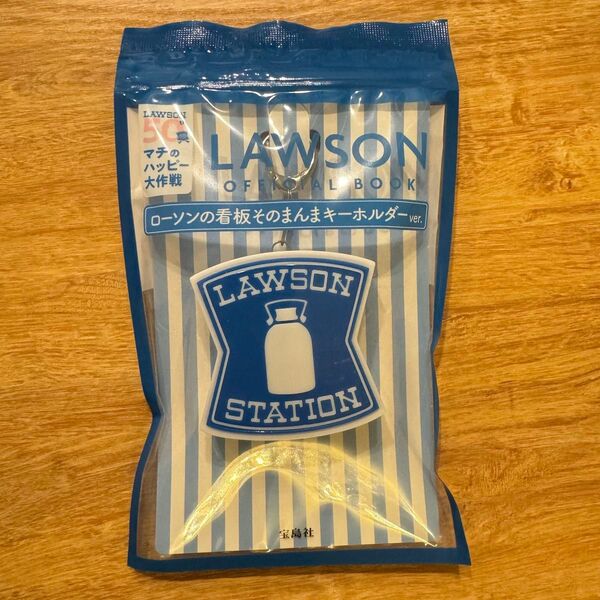 LAWSON
50th
マチの
ハッピー
大作戦
LAWSON
OFFICIAL BOOK
ローソンの看板そのまんまキーホルダーver.
LAWSON
STATION
宝島社